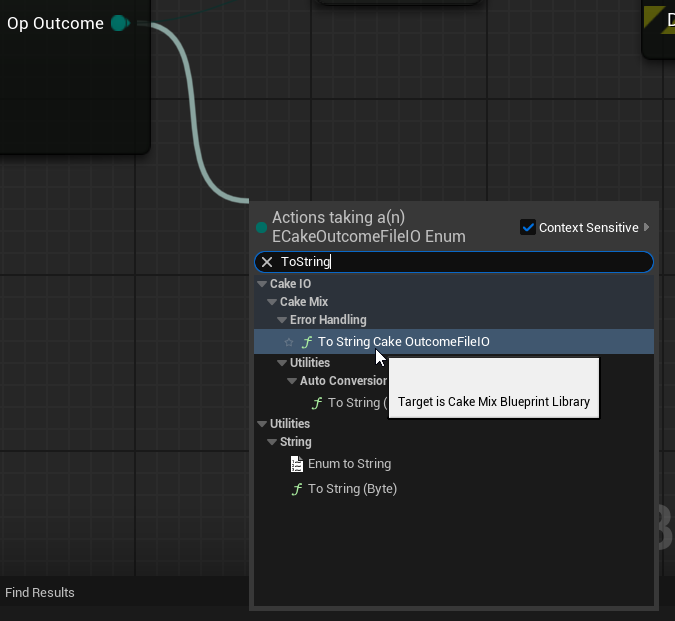 Op Outcome
D
Actions taking a(n)
ECakeOutcomeFileIO Enum
Context Sensitive
ToString
Cake IO
Cake Mix
Error Handling
To String Cake OutcomeFileIO
Utilities
Auto Conversion
To String (
Target is Cake Mix Blueprint Library
Utilities
String
Enum to String
To String (Byte)
B
Find Results